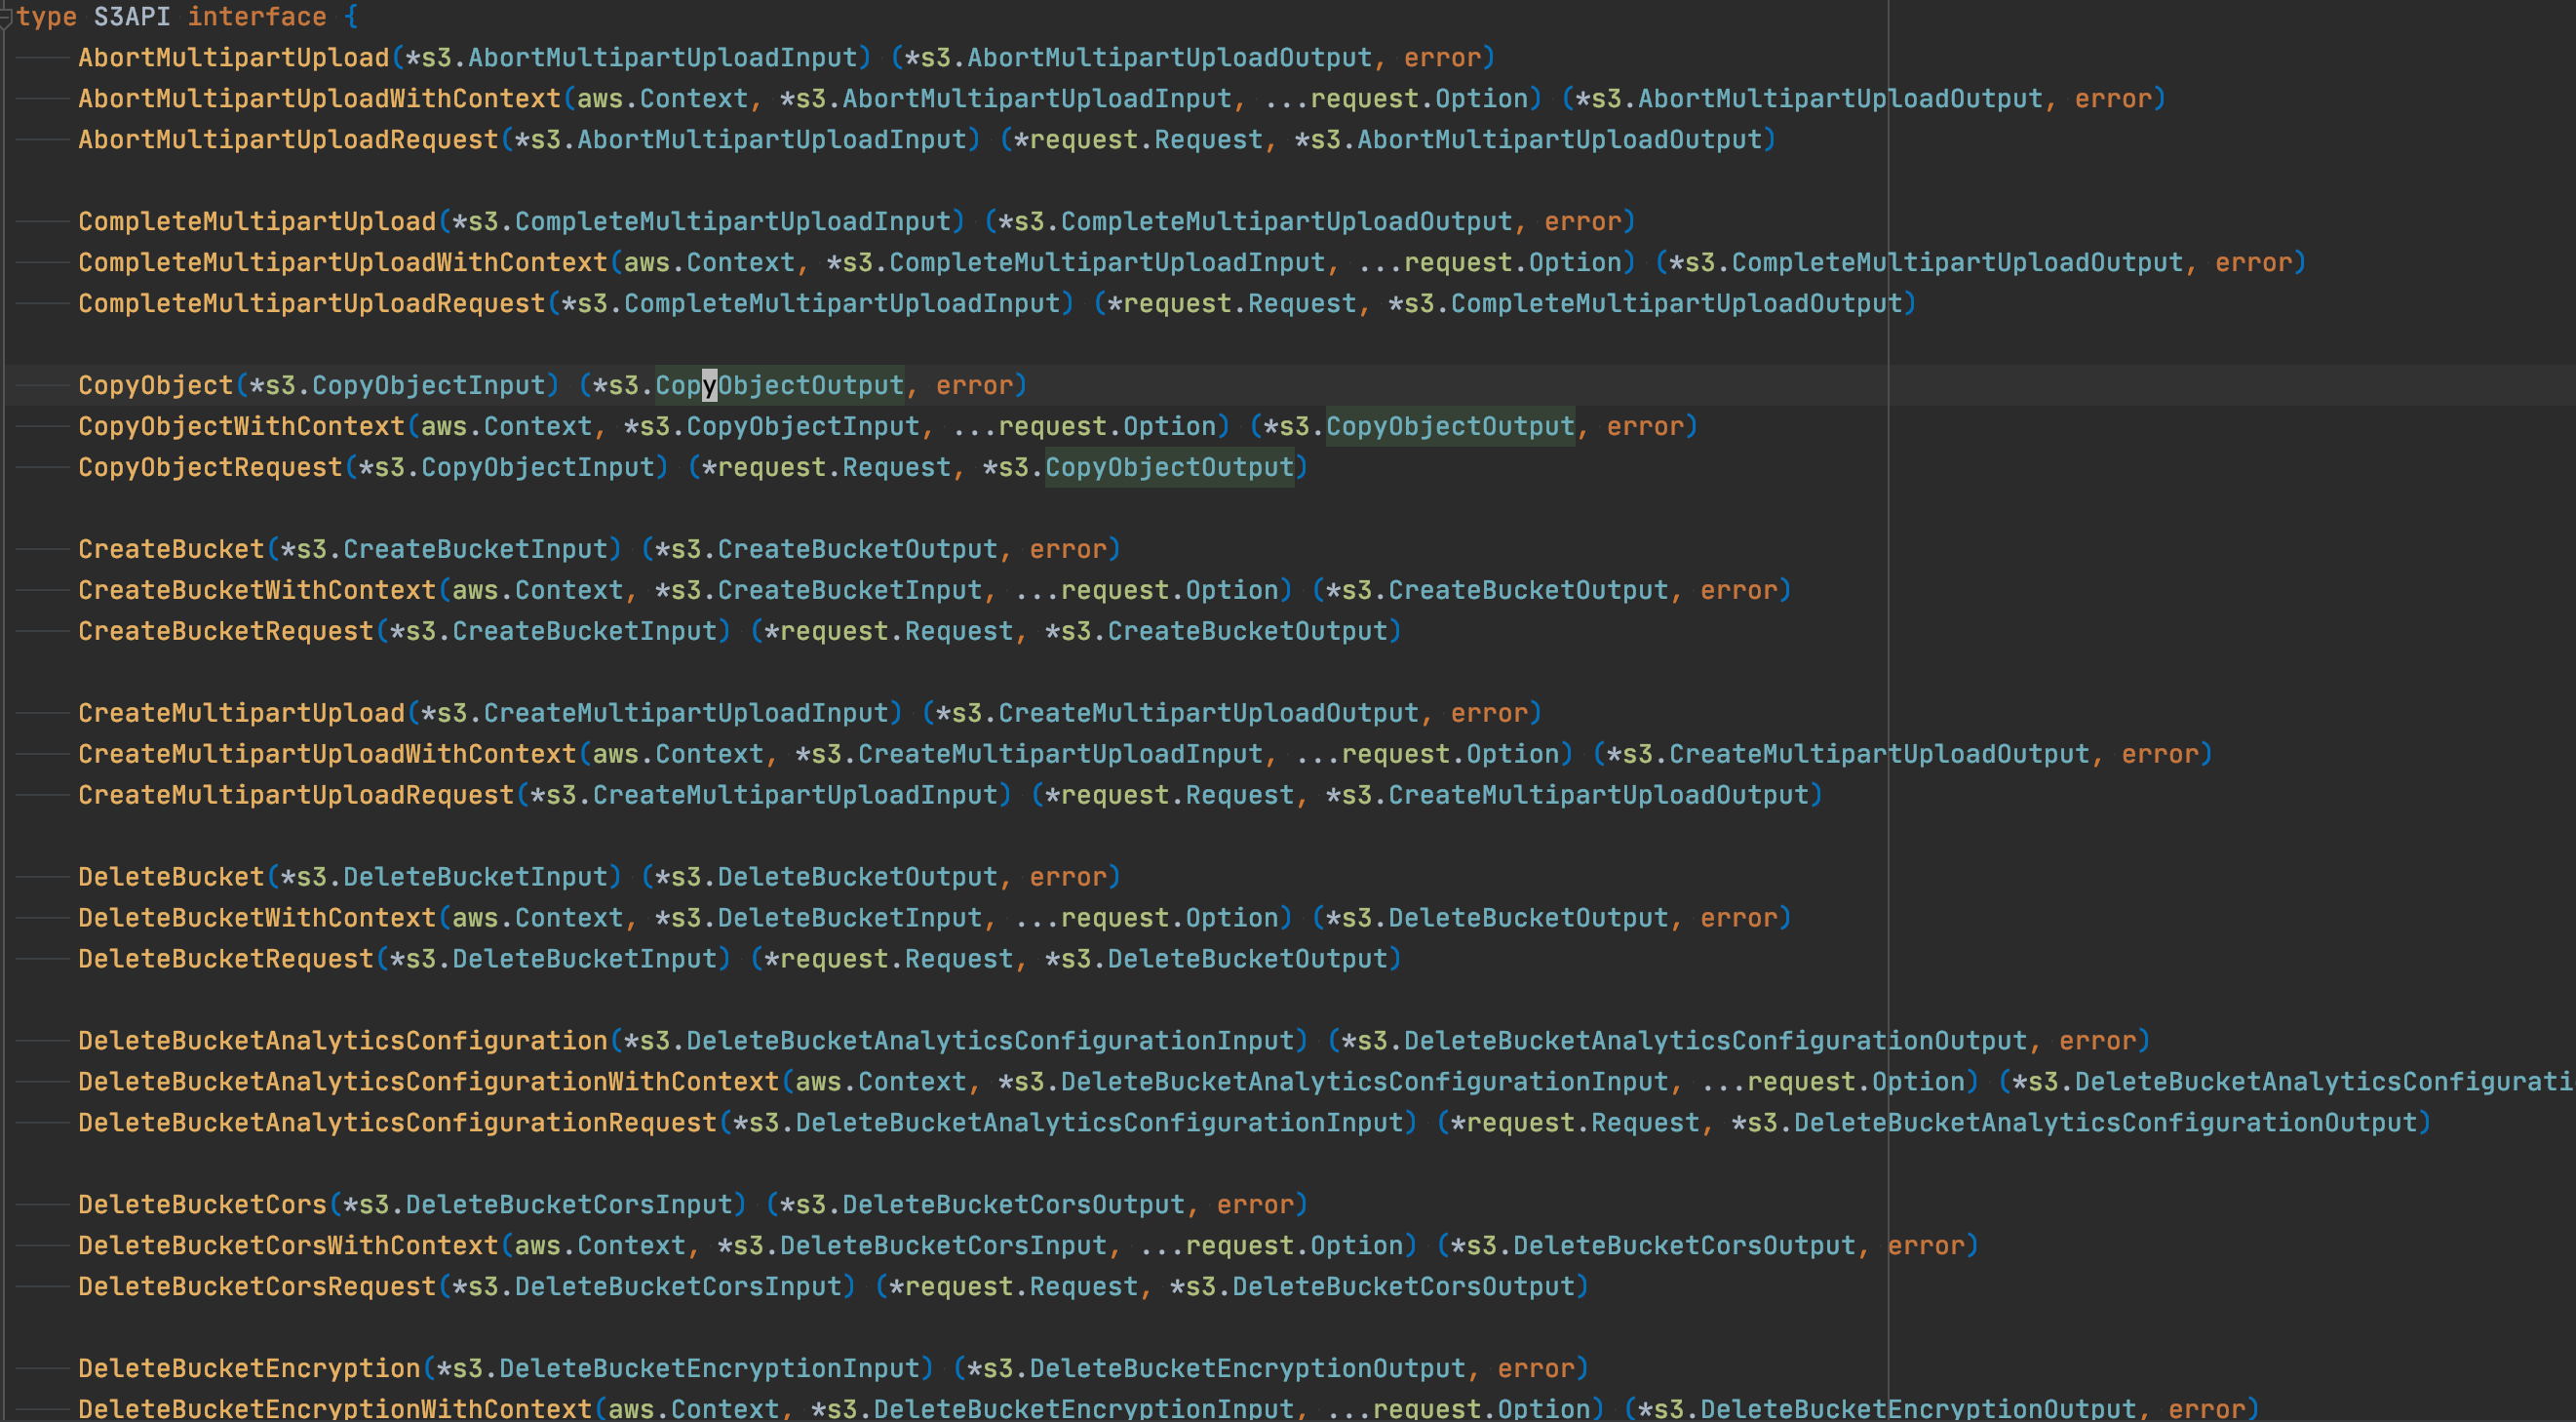 type S3API interface {
AbortMultipartUpload(*s3.AbortMultipartUploadInput) (*s3.AbortMultipartUploadOutput, error)
AbortMultipartUploadWithContext(aws.Context, *s3.AbortMultipartUploadInput, ...request.Option) (*s3.AbortMultipartUploadOutput, error)
AbortMultipartUploadRequest(*s3.AbortMultipartUploadInput) (*request.Request, *s3.AbortMultipartUploadOutput)
CompleteMultipartUpload(*s3.CompleteMultipartUploadInput) (*s3.CompleteMultipartUploadOutput, error)
CompleteMultipartUploadWithContext(aws.Context, *s3.CompleteMultipartUploadInput, ...request.Option) (*s3.CompleteMultipartUploadOutput, error)
CompleteMultipartUploadRequest(*s3.CompleteMultipartUploadInput) (*request.Request, *s3.CompleteMultipartUploadOutput)
CopyObject(*s3.CopyObjectInput) (*s3.CopyObjectOutput, error)
CopyObjectWithContext(aws.Context, *s3.CopyObjectInput, ...request.Option) (*s3.CopyObjectOutput, error)
CopyObjectRequest(*s3.CopyObjectInput) (*request.Request, *s3.CopyObjectOutput)
CreateBucket(*s3.CreateBucketInput) (*s3.CreateBucketOutput, error)
CreateBucketWithContext(aws.Context, *s3.CreateBucketInput, ...request.Option) (*s3.CreateBucketOutput, error)
CreateBucketRequest(*s3.CreateBucketInput) (*request.Request, *s3.CreateBucketOutput)
CreateMultipartUpload(*s3.CreateMultipartUploadInput) (*s3.CreateMultipartUploadOutput, error)
CreateMultipartUploadWithContext(aws.Context, *s3.CreateMultipartUploadInput, ...request.Option) (*s3.CreateMultipartUploadOutput, error)
CreateMultipartUploadRequest(*s3.CreateMultipartUploadInput) (*request.Request, *s3.CreateMultipartUploadOutput)
DeleteBucket(*s3.DeleteBucketInput) (*s3.DeleteBucketOutput, error)
DeleteBucketWithContext(aws.Context, *s3.DeleteBucketInput, ...request.Option) (*s3.DeleteBucketOutput, error)
DeleteBucketRequest(*s3.DeleteBucketInput) (*request.Request, *s3.DeleteBucketOutput)
DeleteBucketAnalyticsConfiguration(*s3.DeleteBucketAnalyticsConfigurationInput) (*s3.DeleteBucketAnalyticsConfigurationOutput, error)
DeleteBucketAnalyticsConfigurationWithContext(aws.Context, *s3.DeleteBucketAnalyticsConfigurationInput, ...request.Option) (*s3.DeleteBucketAnalyticsConfigurati
DeleteBucketAnalyticsConfigurationRequest(*s3.DeleteBucketAnalyticsConfigurationInput) (*request.Request, *s3.DeleteBucketAnalyticsConfigurationOutput)
DeleteBucketCors(*s3.DeleteBucketCorsInput) (*s3.DeleteBucketCorsOutput, error)
DeleteBucketCorsWithContext(aws.Context, *s3.DeleteBucketCorsInput, ...request.Option) (*s3.DeleteBucketCorsOutput, error)
DeleteBucketCorsRequest(*s3.DeleteBucketCorsInput) (*request.Request, *s3.DeleteBucketCorsOutput)
DeleteBucketEncryption(*s3.DeleteBucketEncryptionInput) (*s3.DeleteBucketEncryptionOutput, error)
DeleteBucketEncryptionWithContext(aws.Context, *s3.DeleteBucketEncryptionInput, ...request.Option) (*s3.DeleteBucketEncryptionOutput, error)